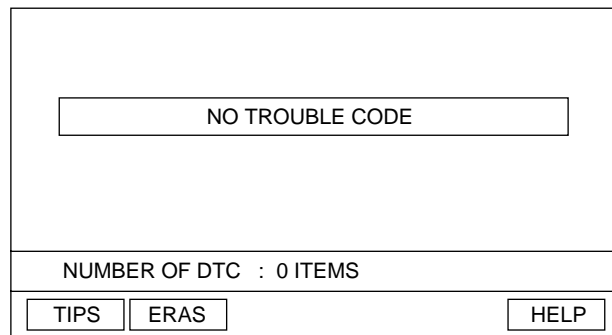 NO TROUBLE CODE
NUMBER OF DTC : 0 ITEMS
TIPS ERAS HELP